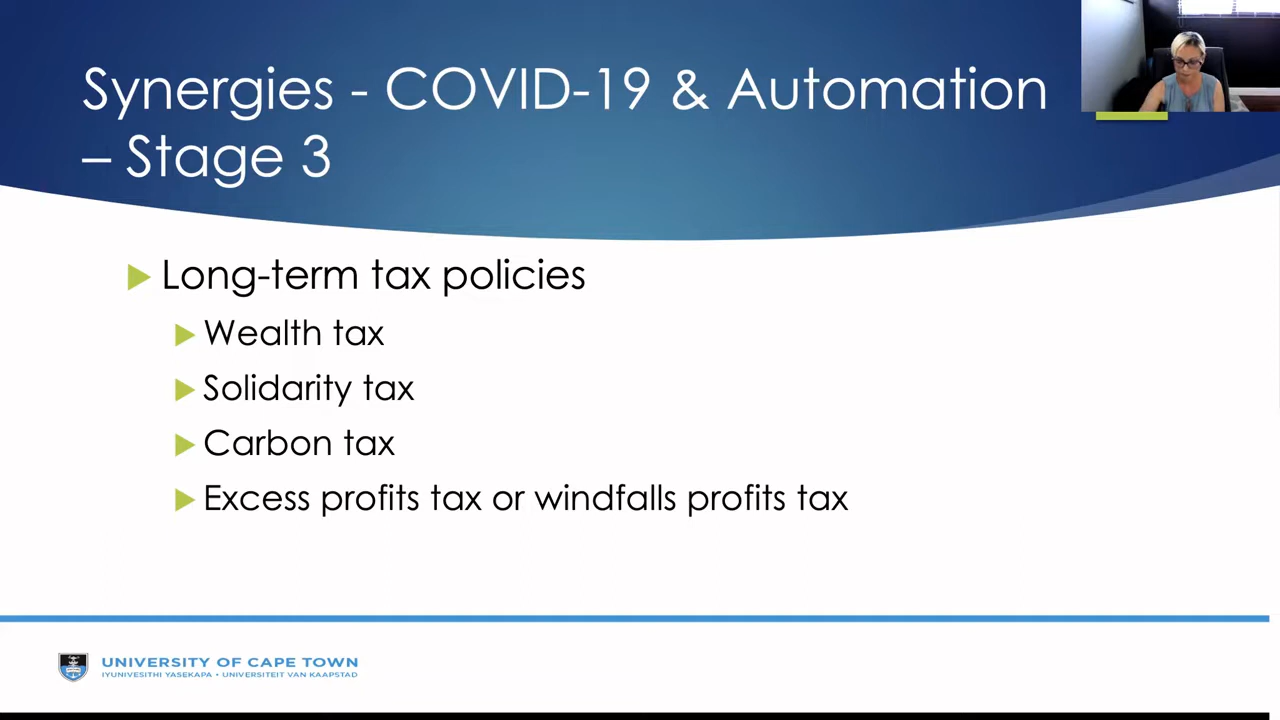 Synergies - COVID-19 & Automation
– Stage 3
Long-term tax policies
Wealth tax
Solidarity tax
Carbon tax
Excess profits tax or windfalls profits tax
UNIVERSITY OF CAPE TOWN
IYUNIVESITHI YASEKAPA • UNIVERSITEIT VAN KAAPSTAD